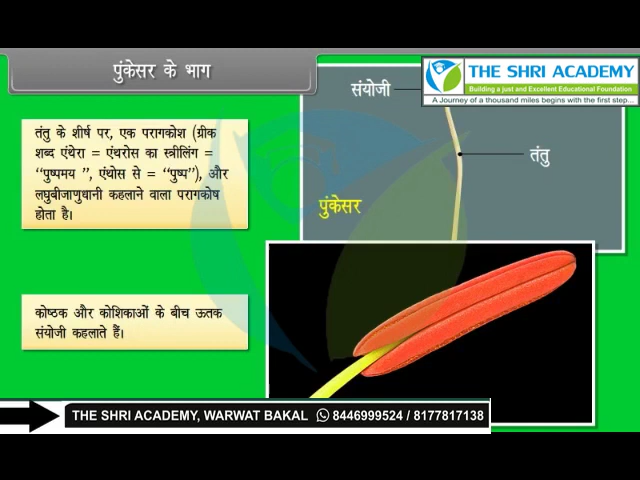 पुंकेसर के भाग
THE SHRI ACADEMY
Building a just and Excellent Educational Foundation
A Journey of a thousand miles begins with the first step...
संयोजी
तंतु
पुंकेसर
तंतु के शीर्ष पर, एक परागकोश (ग्रीक
शब्द एंथेरा = एंथरोस का स्त्रीलिंग =
“पुष्पमय ”, एंथोस से = “पुष्प”), और
लघुबीजाणुधानी कहलाने वाला परागकोष
होता है।
कोष्ठक और कोशिकाओं के बीच ऊतक
संयोजी कहलाते हैं।
THE SHRI ACADEMY, WARWAT BAKAL 8446999524 / 8177817138